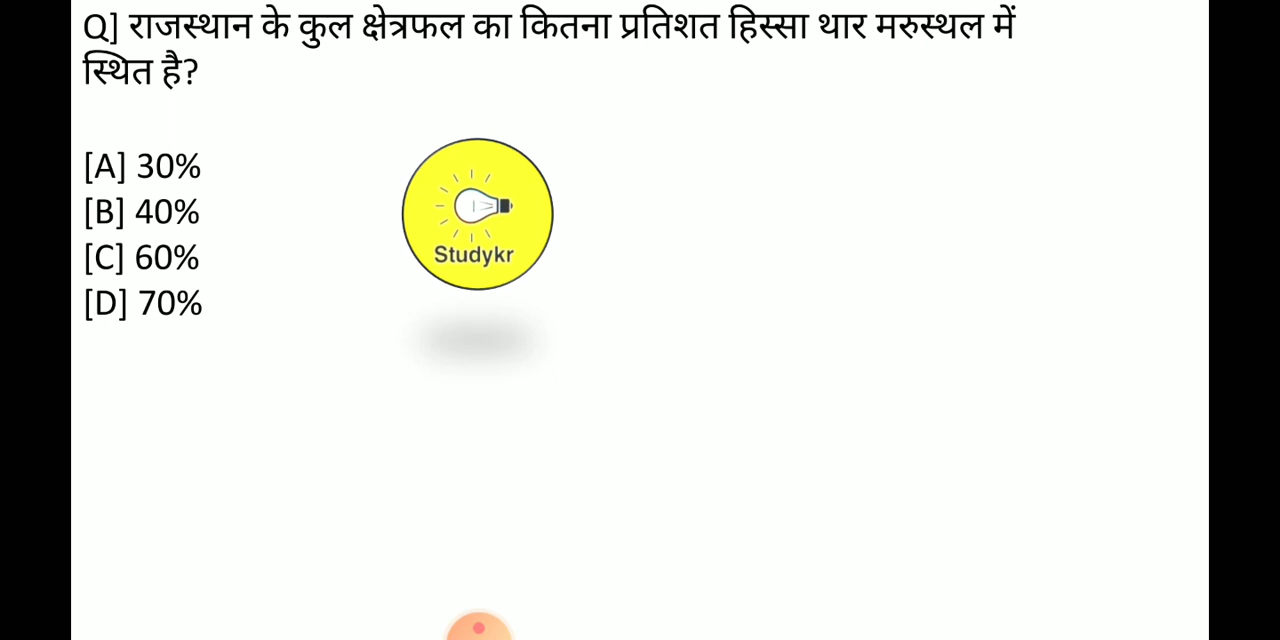 Q] राजस्थान के कुल क्षेत्रफल का कितना प्रतिशत हिस्सा थार मरुस्थल में
स्थित है?
[A] 30%
[B] 40%
[C] 60%
[D] 70%
Studykr